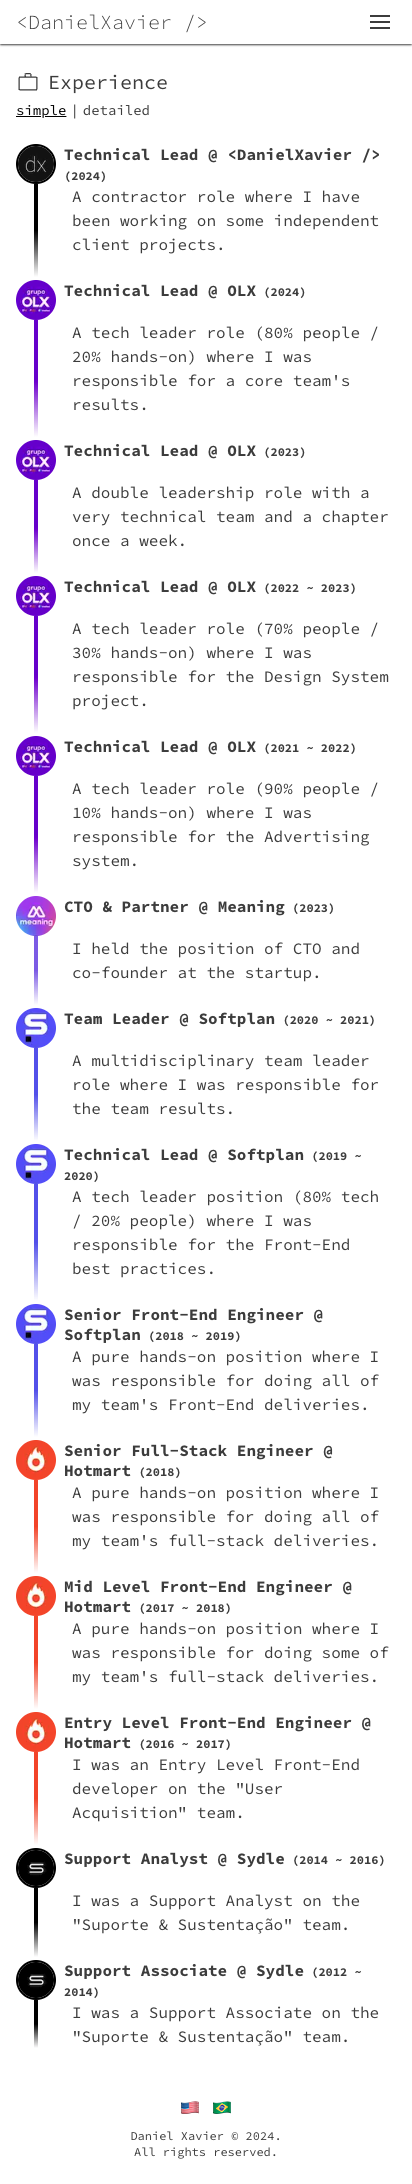 <DanielXavier />
Experience
simple | detailed
dx
Technical Lead @ <DanielXavier />
(2024)
A contractor role where I have
been working on some independent
client projects.
grupo
OLX
Technical Lead @ OLX (2024)
A tech leader role (80% people /
20% hands-on) where I was
responsible for a core team's
results.
grupo
OLX
Technical Lead @ OLX (2023)
A double leadership role with a
very technical team and a chapter
once a week.
grupo
OLX
Technical Lead @ OLX (2022 ~ 2023)
A tech leader role (70% people /
30% hands-on) where I was
responsible for the Design System
project.
grupo
OLX
Technical Lead @ OLX (2021 ~ 2022)
A tech leader role (90% people /
10% hands-on) where I was
responsible for the Advertising
system.
meaning
CTO & Partner @ Meaning (2023)
I held the position of CTO and
co-founder at the startup.
Team Leader @ Softplan (2020 ~ 2021)
A multidisciplinary team leader
role where I was responsible for
the team results.
Technical Lead @ Softplan (2019 ~
2020)
A tech leader position (80% tech
/ 20% people) where I was
responsible for the Front-End
best practices.
Senior Front-End Engineer @
Softplan (2018 ~ 2019)
A pure hands-on position where I
was responsible for doing all of
my team's Front-End deliveries.
Senior Full-Stack Engineer @
Hotmart (2018)
A pure hands-on position where I
was responsible for doing all of
my team's full-stack deliveries.
Mid Level Front-End Engineer @
Hotmart (2017 ~ 2018)
A pure hands-on position where I
was responsible for doing some of
my team's full-stack deliveries.
Entry Level Front-End Engineer @
Hotmart (2016 ~ 2017)
I was an Entry Level Front-End
developer on the "User
Acquisition" team.
Support Analyst @ Sydle (2014 ~ 2016)
I was a Support Analyst on the
"Suporte & Sustentação" team.
Support Associate @ Sydle (2012 ~
2014)
I was a Support Associate on the
"Suporte & Sustentação" team.
Daniel Xavier © 2024.
All rights reserved.